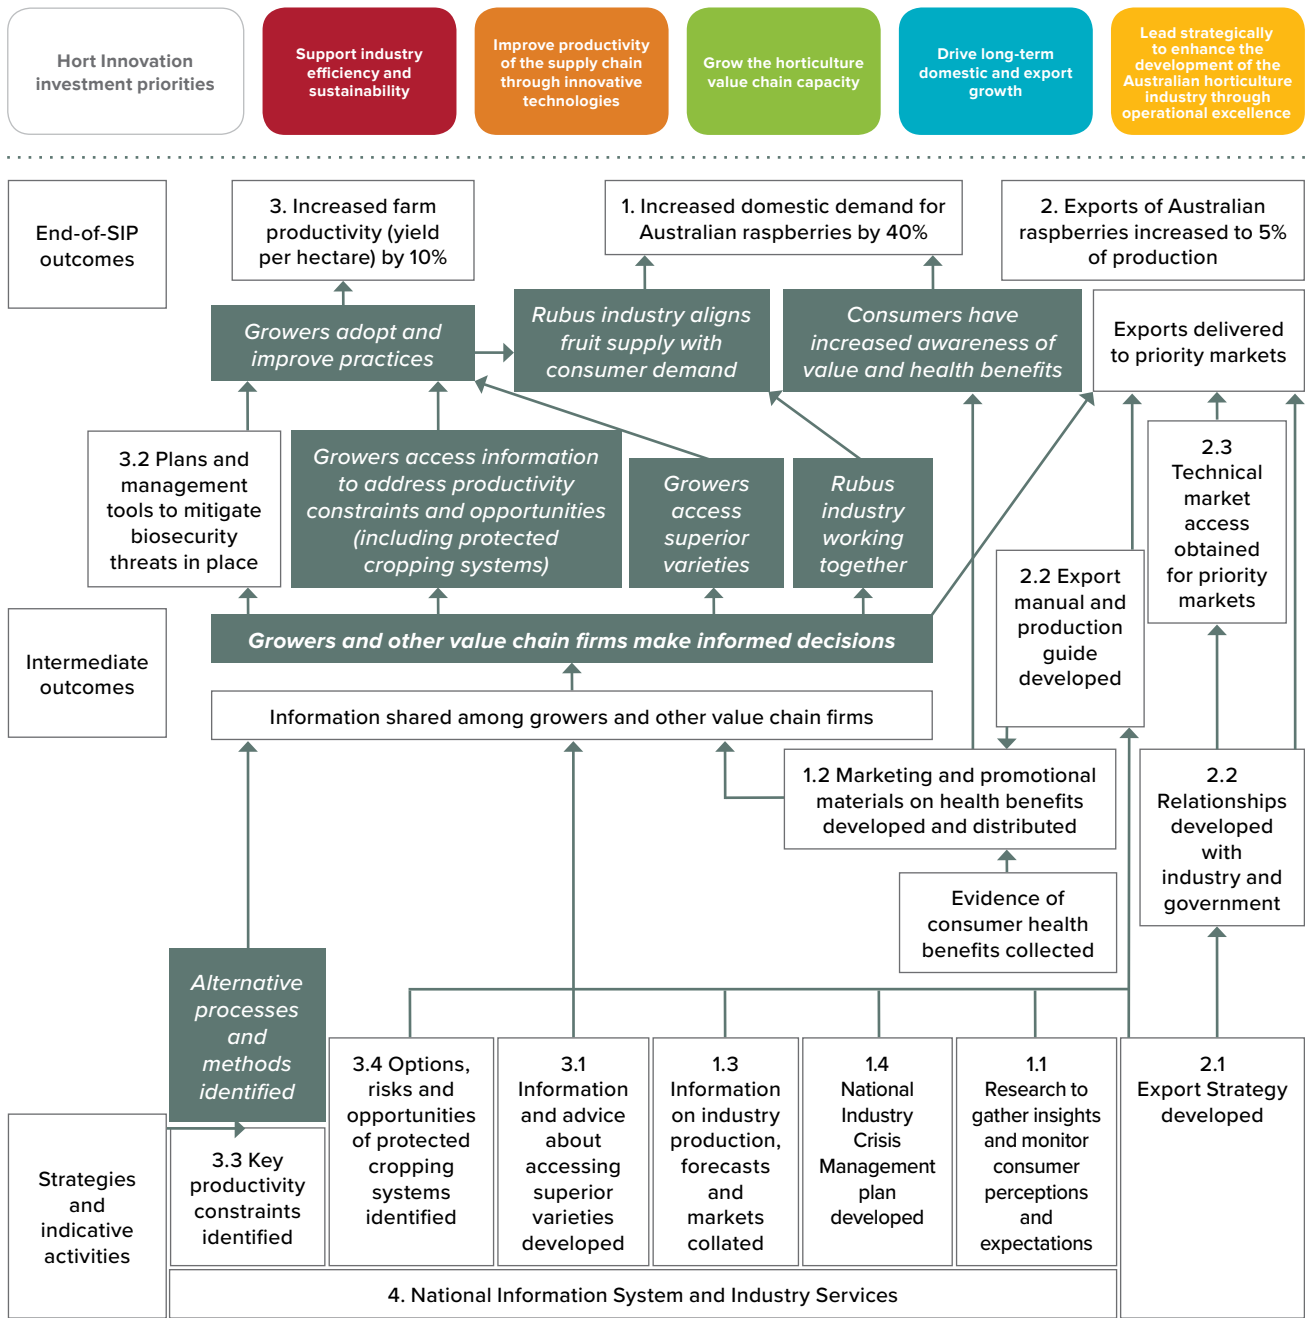 Hort Innovation
investment priorities
Support industry
efficiency and
sustainability
Improve productivity
of the supply chain
through innovative
technologies
Grow the horticulture
value chain capacity
Drive long-term
domestic and export
growth
Lead strategically
to enhance the
development of the
Australian horticulture
industry through
operational excellence
End-of-SIP
outcomes
3. Increased farm
productivity (yield
per hectare) by 10%
1. Increased domestic demand for
Australian raspberries by 40%
2. Exports of Australian
raspberries increased to 5%
of production
Growers adopt and
improve practices
Rubus industry aligns
fruit supply with
consumer demand
Consumers have
increased awareness of
value and health benefits
Exports delivered
to priority markets
3.2 Plans and
management
tools to mitigate
biosecurity
threats in place
Growers access information
to address productivity
constraints and opportunities
(including protected
cropping systems)
Growers
access
superior
varieties
Rubus
industry
working
together
2.3
Technical
market
access
obtained
for priority
markets
2.2 Export
manual and
production
guide
developed
Intermediate
outcomes
Growers and other value chain firms make informed decisions
Information shared among growers and other value chain firms
1.2 Marketing and promotional
materials on health benefits
developed and distributed
2.2
Relationships
developed
with
industry and
government
Evidence of
consumer health
benefits collected
Alternative
processes
and
methods
identified
Strategies
and
indicative
activities
3.3 Key
productivity
constraints
identified
3.4 Options,
risks and
opportunities
of protected
cropping
systems
identified
3.1
Information
and advice
about
accessing
superior
varieties
developed
1.3
Information
on industry
production,
forecasts
and
markets
collated
1.4
National
Industry
Crisis
Management
plan
developed
1.1
Research to
gather insights
and monitor
consumer
perceptions
and
expectations
2.1
Export Strategy
developed
4. National Information System and Industry Services